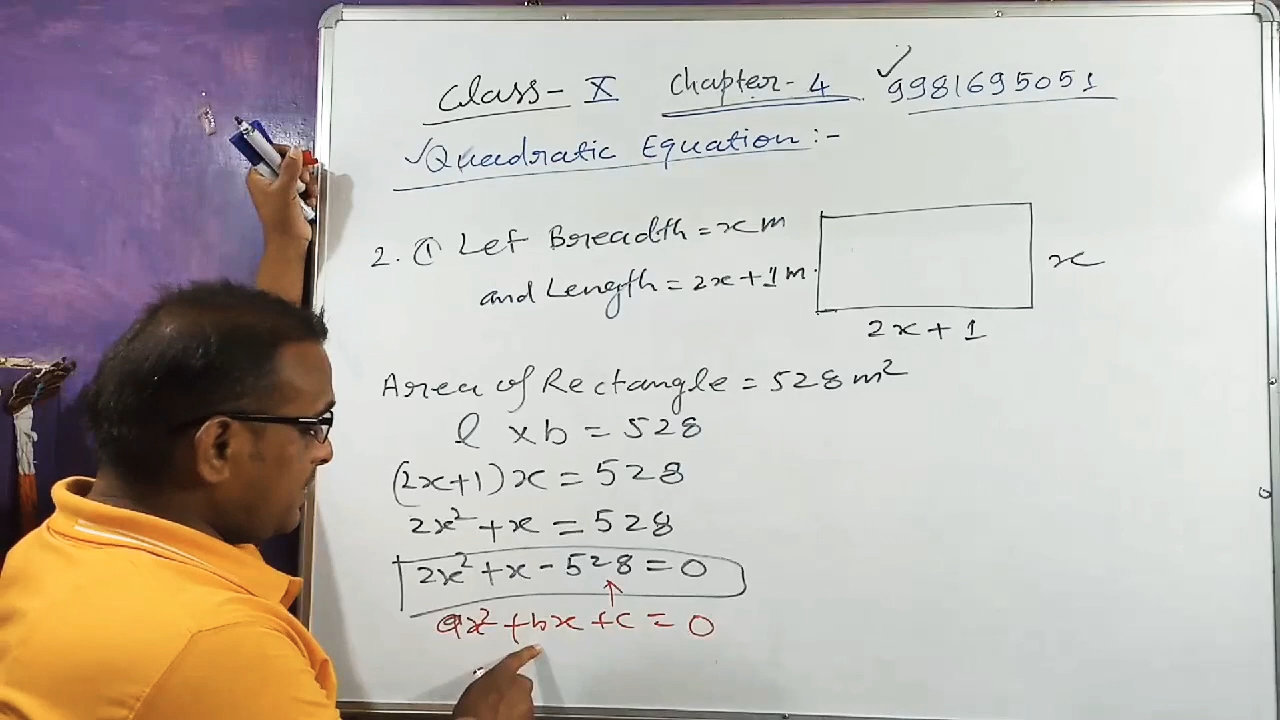 Class - X Chapter - 4 ✓9981695051
✓Quadratic Equation :-
2. ① Let Breadth = x m
and Length = 2x + 1 m.
x
2x + 1
Area of Rectangle = 528 m²
l × b = 528
(2x+1) x = 528
2x² + x = 528
2x² + x - 528 = 0
ax² + bx + c = 0